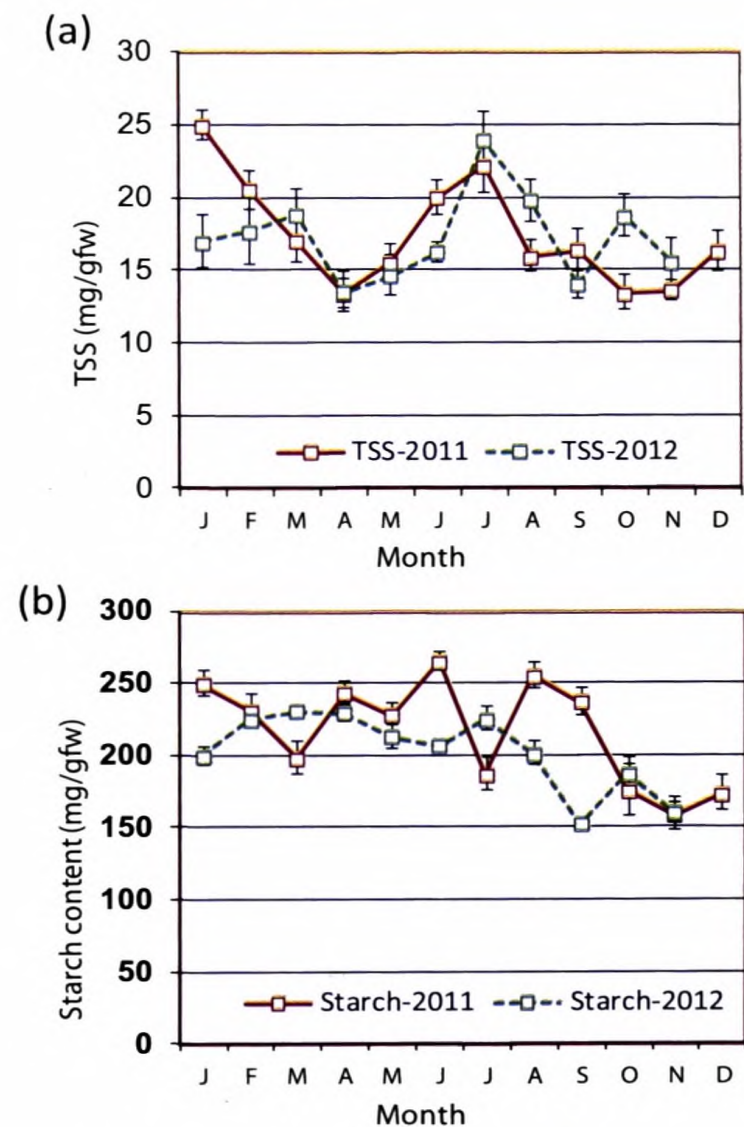 (a)
30
25
20
15
10
5
0
TSS (mg/gfw)
TSS-2011 TSS-2012
J F M A M J J A S O N D
Month
(b)
300
250
200
150
100
50
0
Starch content (mg/gfw)
Starch-2011 Starch-2012
J F M A M J J A S O N D
Month